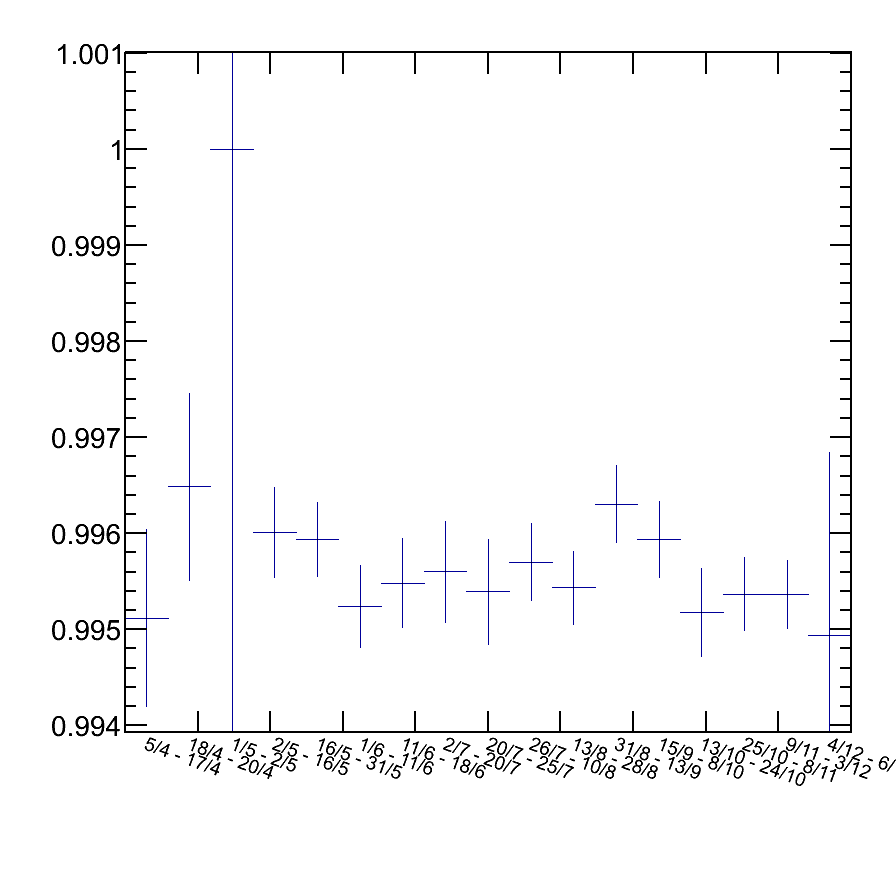 1.001
1
0.999
0.998
0.997
0.996
0.995
0.994
5/4 - 17/4
18/4 - 20/4
1/5 - 2/5
2/5 - 16/5
16/5 - 31/5
1/6 - 11/6
11/6 - 18/6
2/7 - 20/7
20/7 - 25/7
26/7 - 10/8
13/8 - 28/8
31/8 - 13/9
15/9 - 8/10
13/10 - 24/10
25/10 - 8/11
9/11 - 3/12
4/12 - 6/